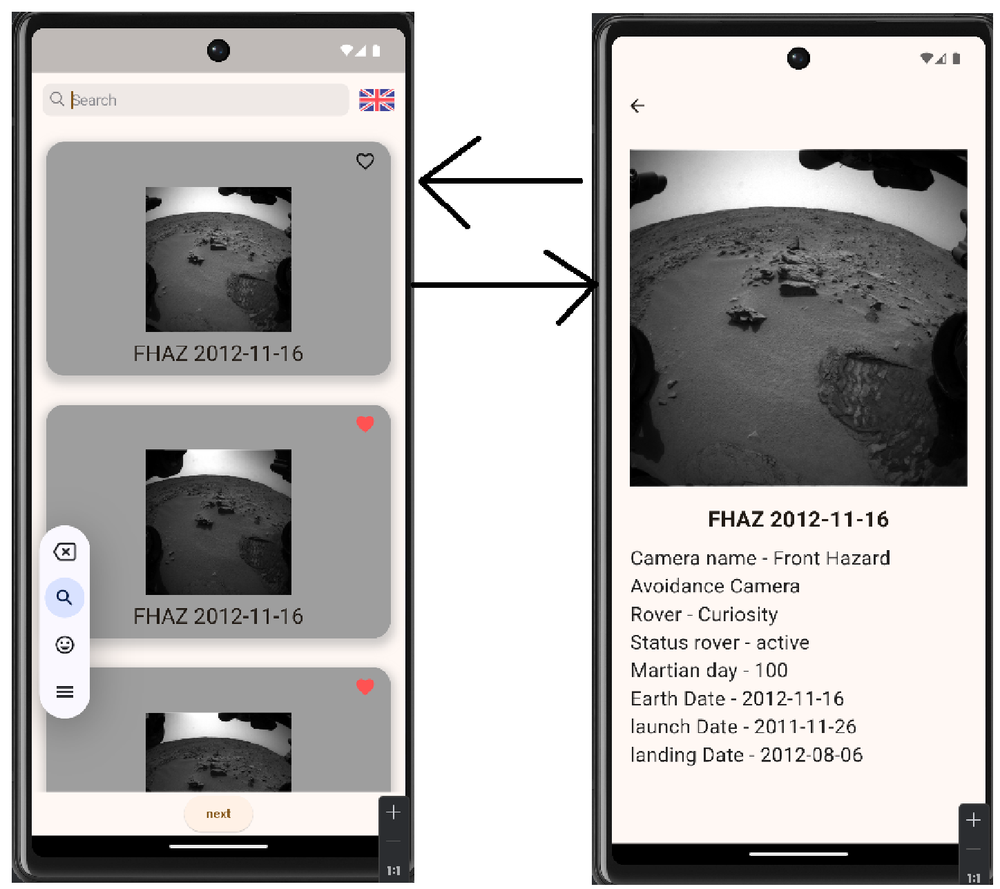 Search
FHAZ 2012-11-16
FHAZ 2012-11-16
next
1:1
FHAZ 2012-11-16
Camera name - Front Hazard
Avoidance Camera
Rover - Curiosity
Status rover - active
Martian day - 100
Earth Date - 2012-11-16
launch Date - 2011-11-26
landing Date - 2012-08-06
1:1